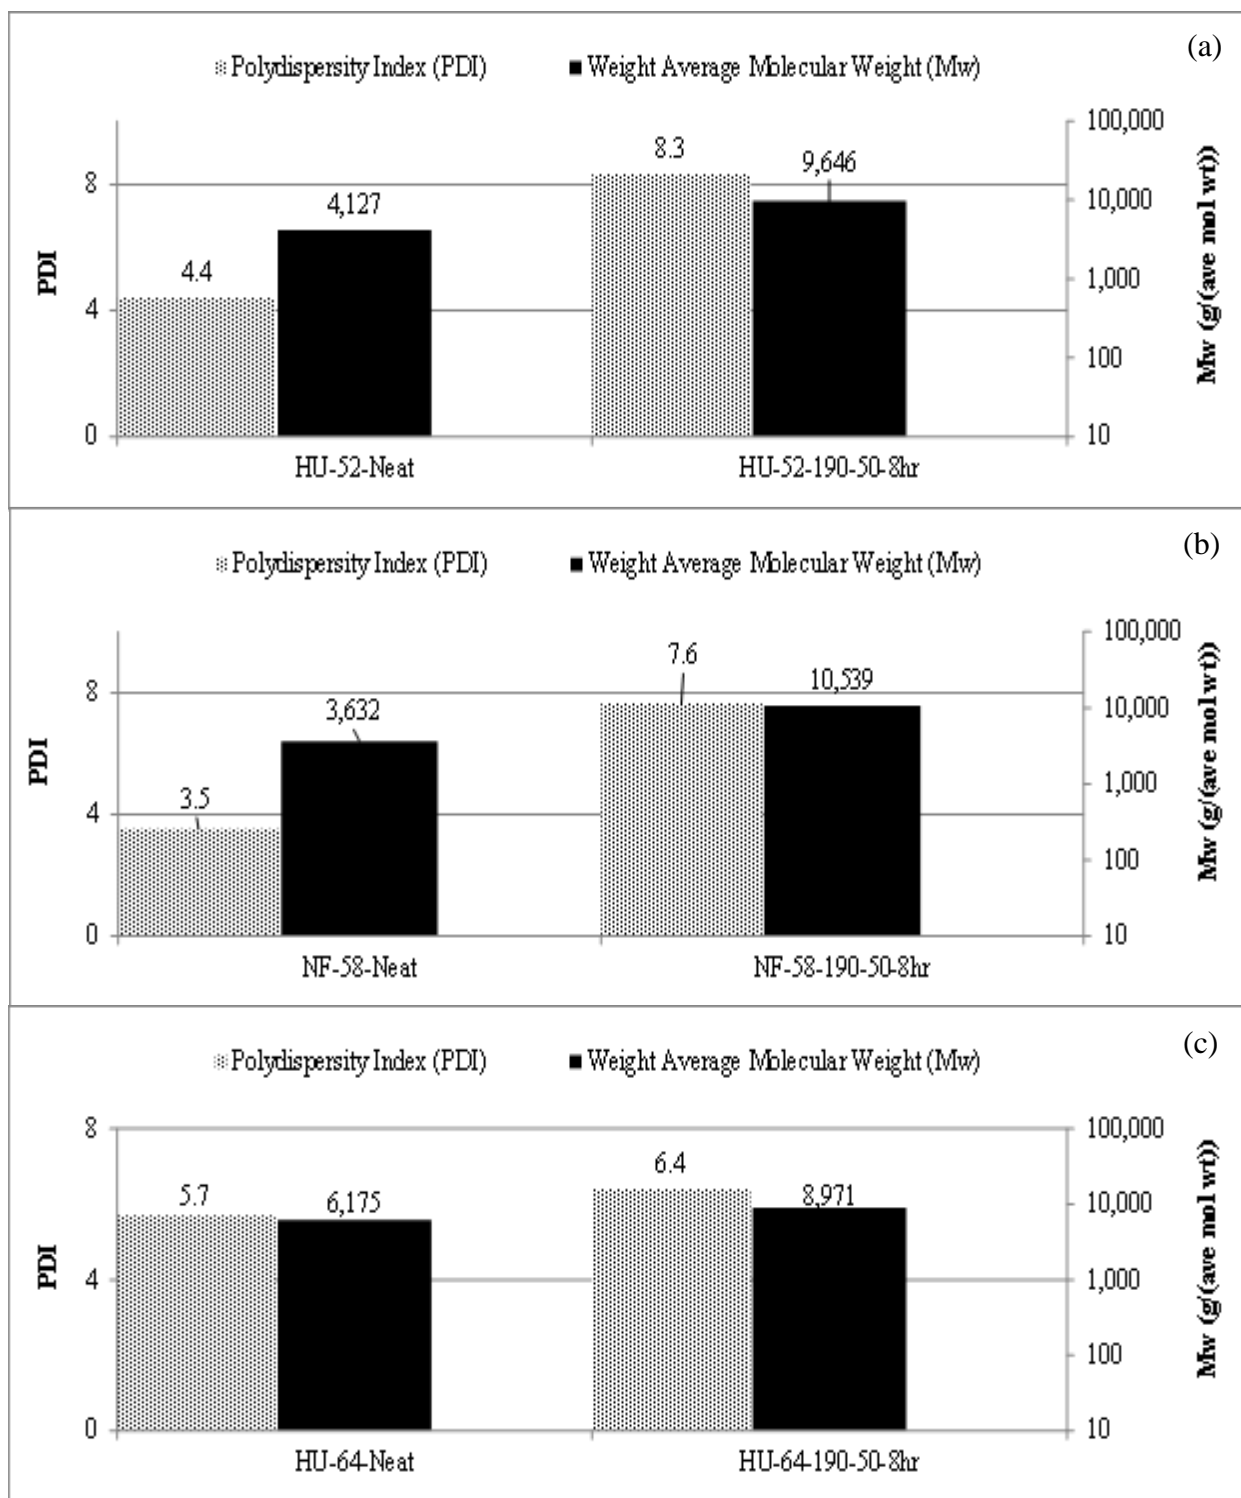 (a)
Polydispersity Index (PDI) Weight Average Molecular Weight (Mw)
100,000
8.3 9,646
8 4,127 10,000
4.4 1,000
4
100
0 10
PDI
Mw (g/(ave mol wt))
HU-52-Neat HU-52-190-50-8hr
(b)
Polydispersity Index (PDI) Weight Average Molecular Weight (Mw)
100,000
7.6 10,539
8 3,632 10,000
3.5 1,000
4
100
0 10
PDI
Mw (g/(ave mol wt))
NF-58-Neat NF-58-190-50-8hr
(c)
Polydispersity Index (PDI) Weight Average Molecular Weight (Mw)
8 100,000
6.4
5.7 6,175 8,971 10,000
4 1,000
100
0 10
PDI
Mw (g/(ave mol wt))
HU-64-Neat HU-64-190-50-8hr